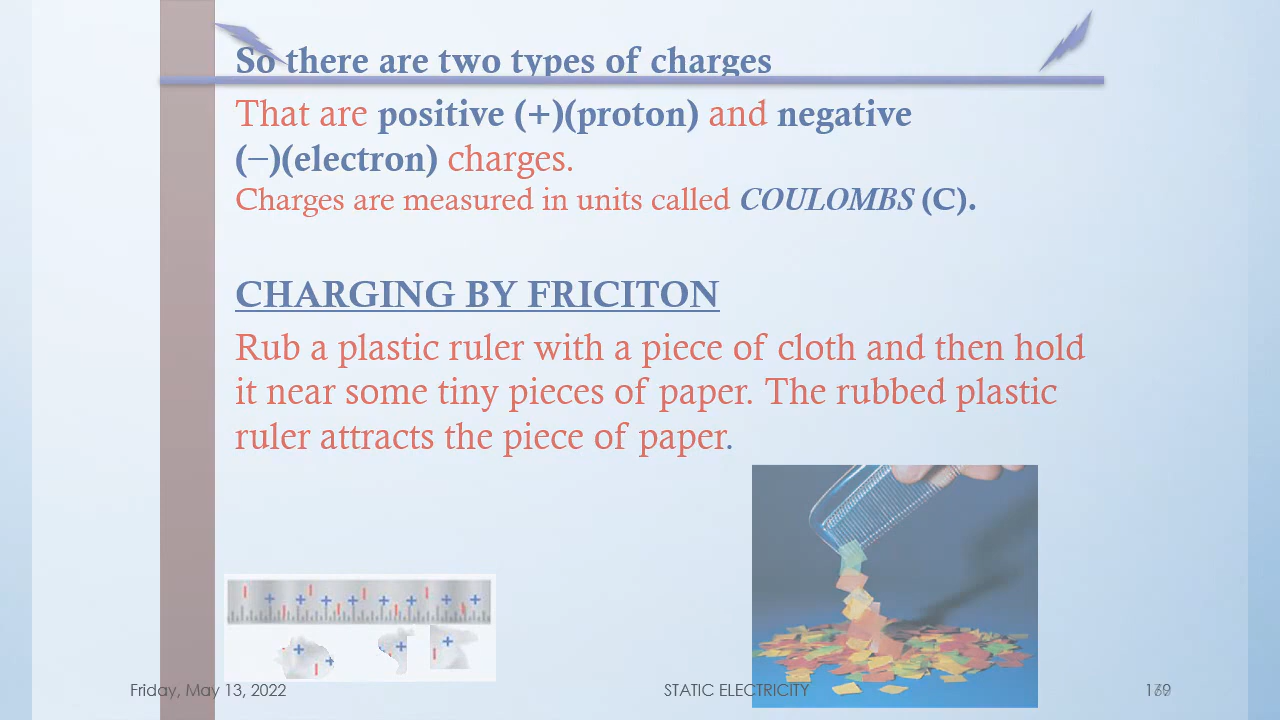 So there are two types of charges
That are positive (+)(proton) and negative
(−)(electron) charges.
Charges are measured in units called COULOMBS (C).
CHARGING BY FRICITON
Rub a plastic ruler with a piece of cloth and then hold
it near some tiny pieces of paper. The rubbed plastic
ruler attracts the piece of paper.
Friday, May 13, 2022
STATIC ELECTRICITY